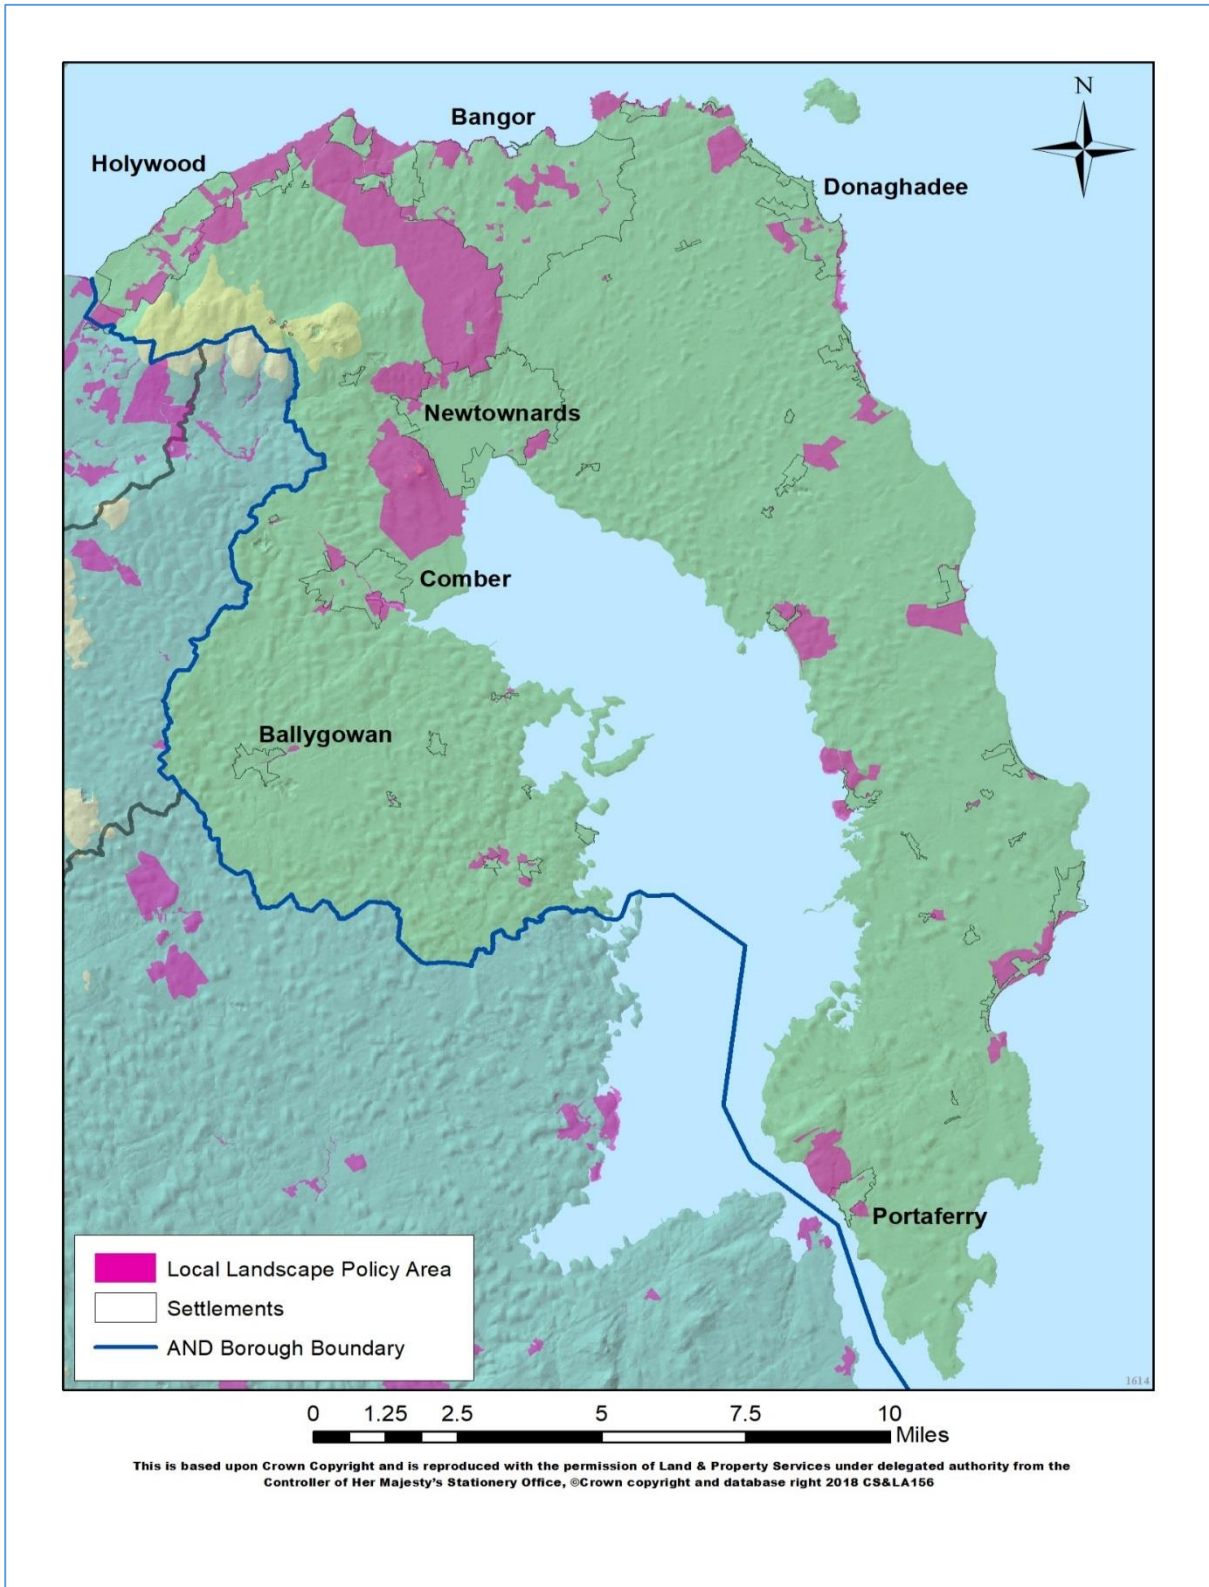 N
Bangor
Holywood
Donaghadee
Newtownards
Comber
Ballygowan
Portaferry
Local Landscape Policy Area
Settlements
AND Borough Boundary
1614
0 1.25 2.5 5 7.5 10
Miles
This is based upon Crown Copyright and is reproduced with the permission of Land & Property Services under delegated authority from the
Controller of Her Majesty's Stationery Office, ©Crown copyright and database right 2018 CS&LA156